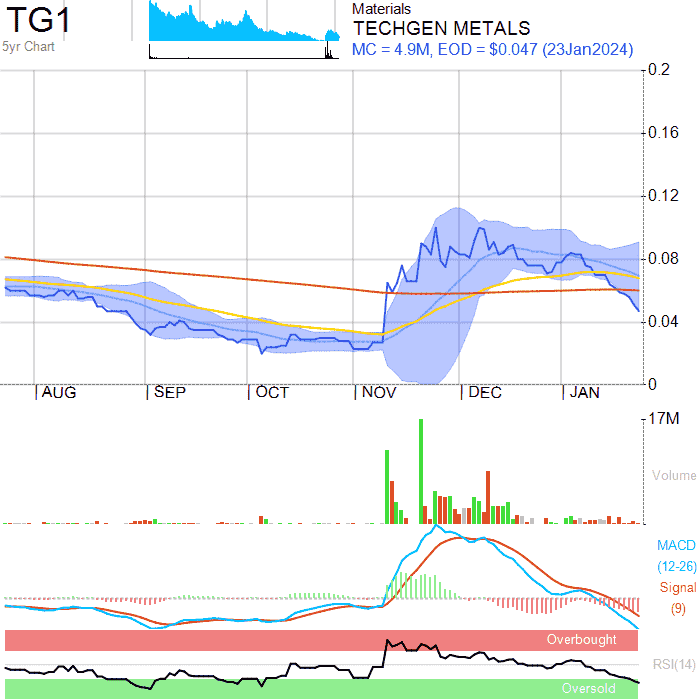 TG1
5yr Chart
Materials
TECHGEN METALS
MC = 4.9M, EOD = $0.047 (23Jan2024)
0.2
0.16
0.12
0.08
0.04
0
AUG SEP OCT NOV DEC JAN
17M
Volume
MACD
(12-26)
Signal
(9)
Overbought
RSI(14)
Oversold